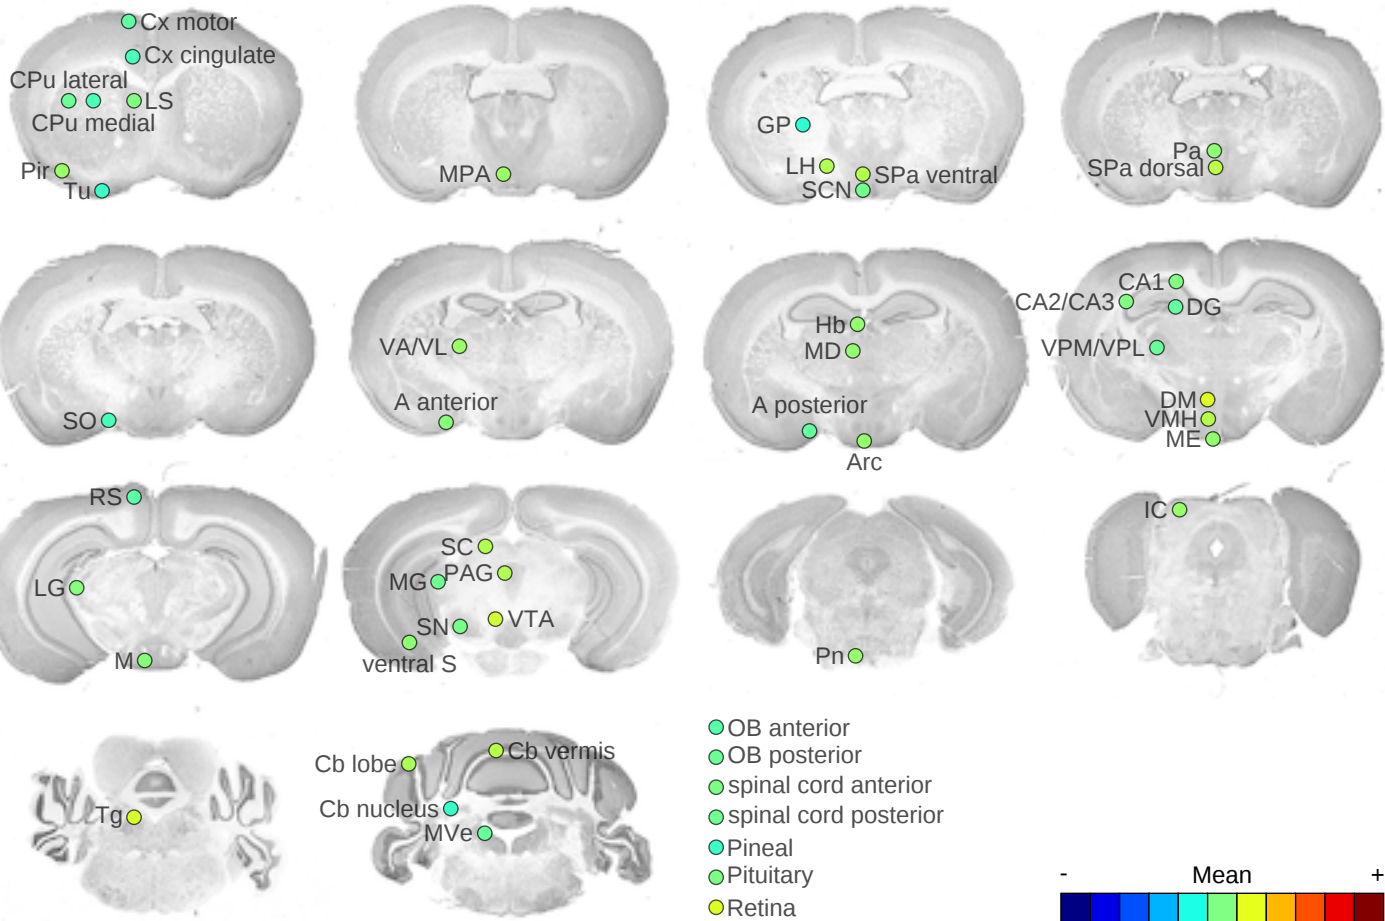 Cx motor
Cx cingulate
CPu lateral
LS
CPu medial
Pir
Tu
MPA
GP
LH
SPa ventral
SCN
Pa
SPa dorsal
SO
VA/VL
A anterior
Hb
MD
A posterior
Arc
CA1
CA2/CA3
DG
VPM/VPL
DM
VMH
ME
RS
LG
M
SC
PAG
MG
VTA
SN
ventral S
Pn
IC
Tg
Cb vermis
Cb lobe
Cb nucleus
MVe
OB anterior
OB posterior
spinal cord anterior
spinal cord posterior
Pineal
Pituitary
Retina
- Mean +